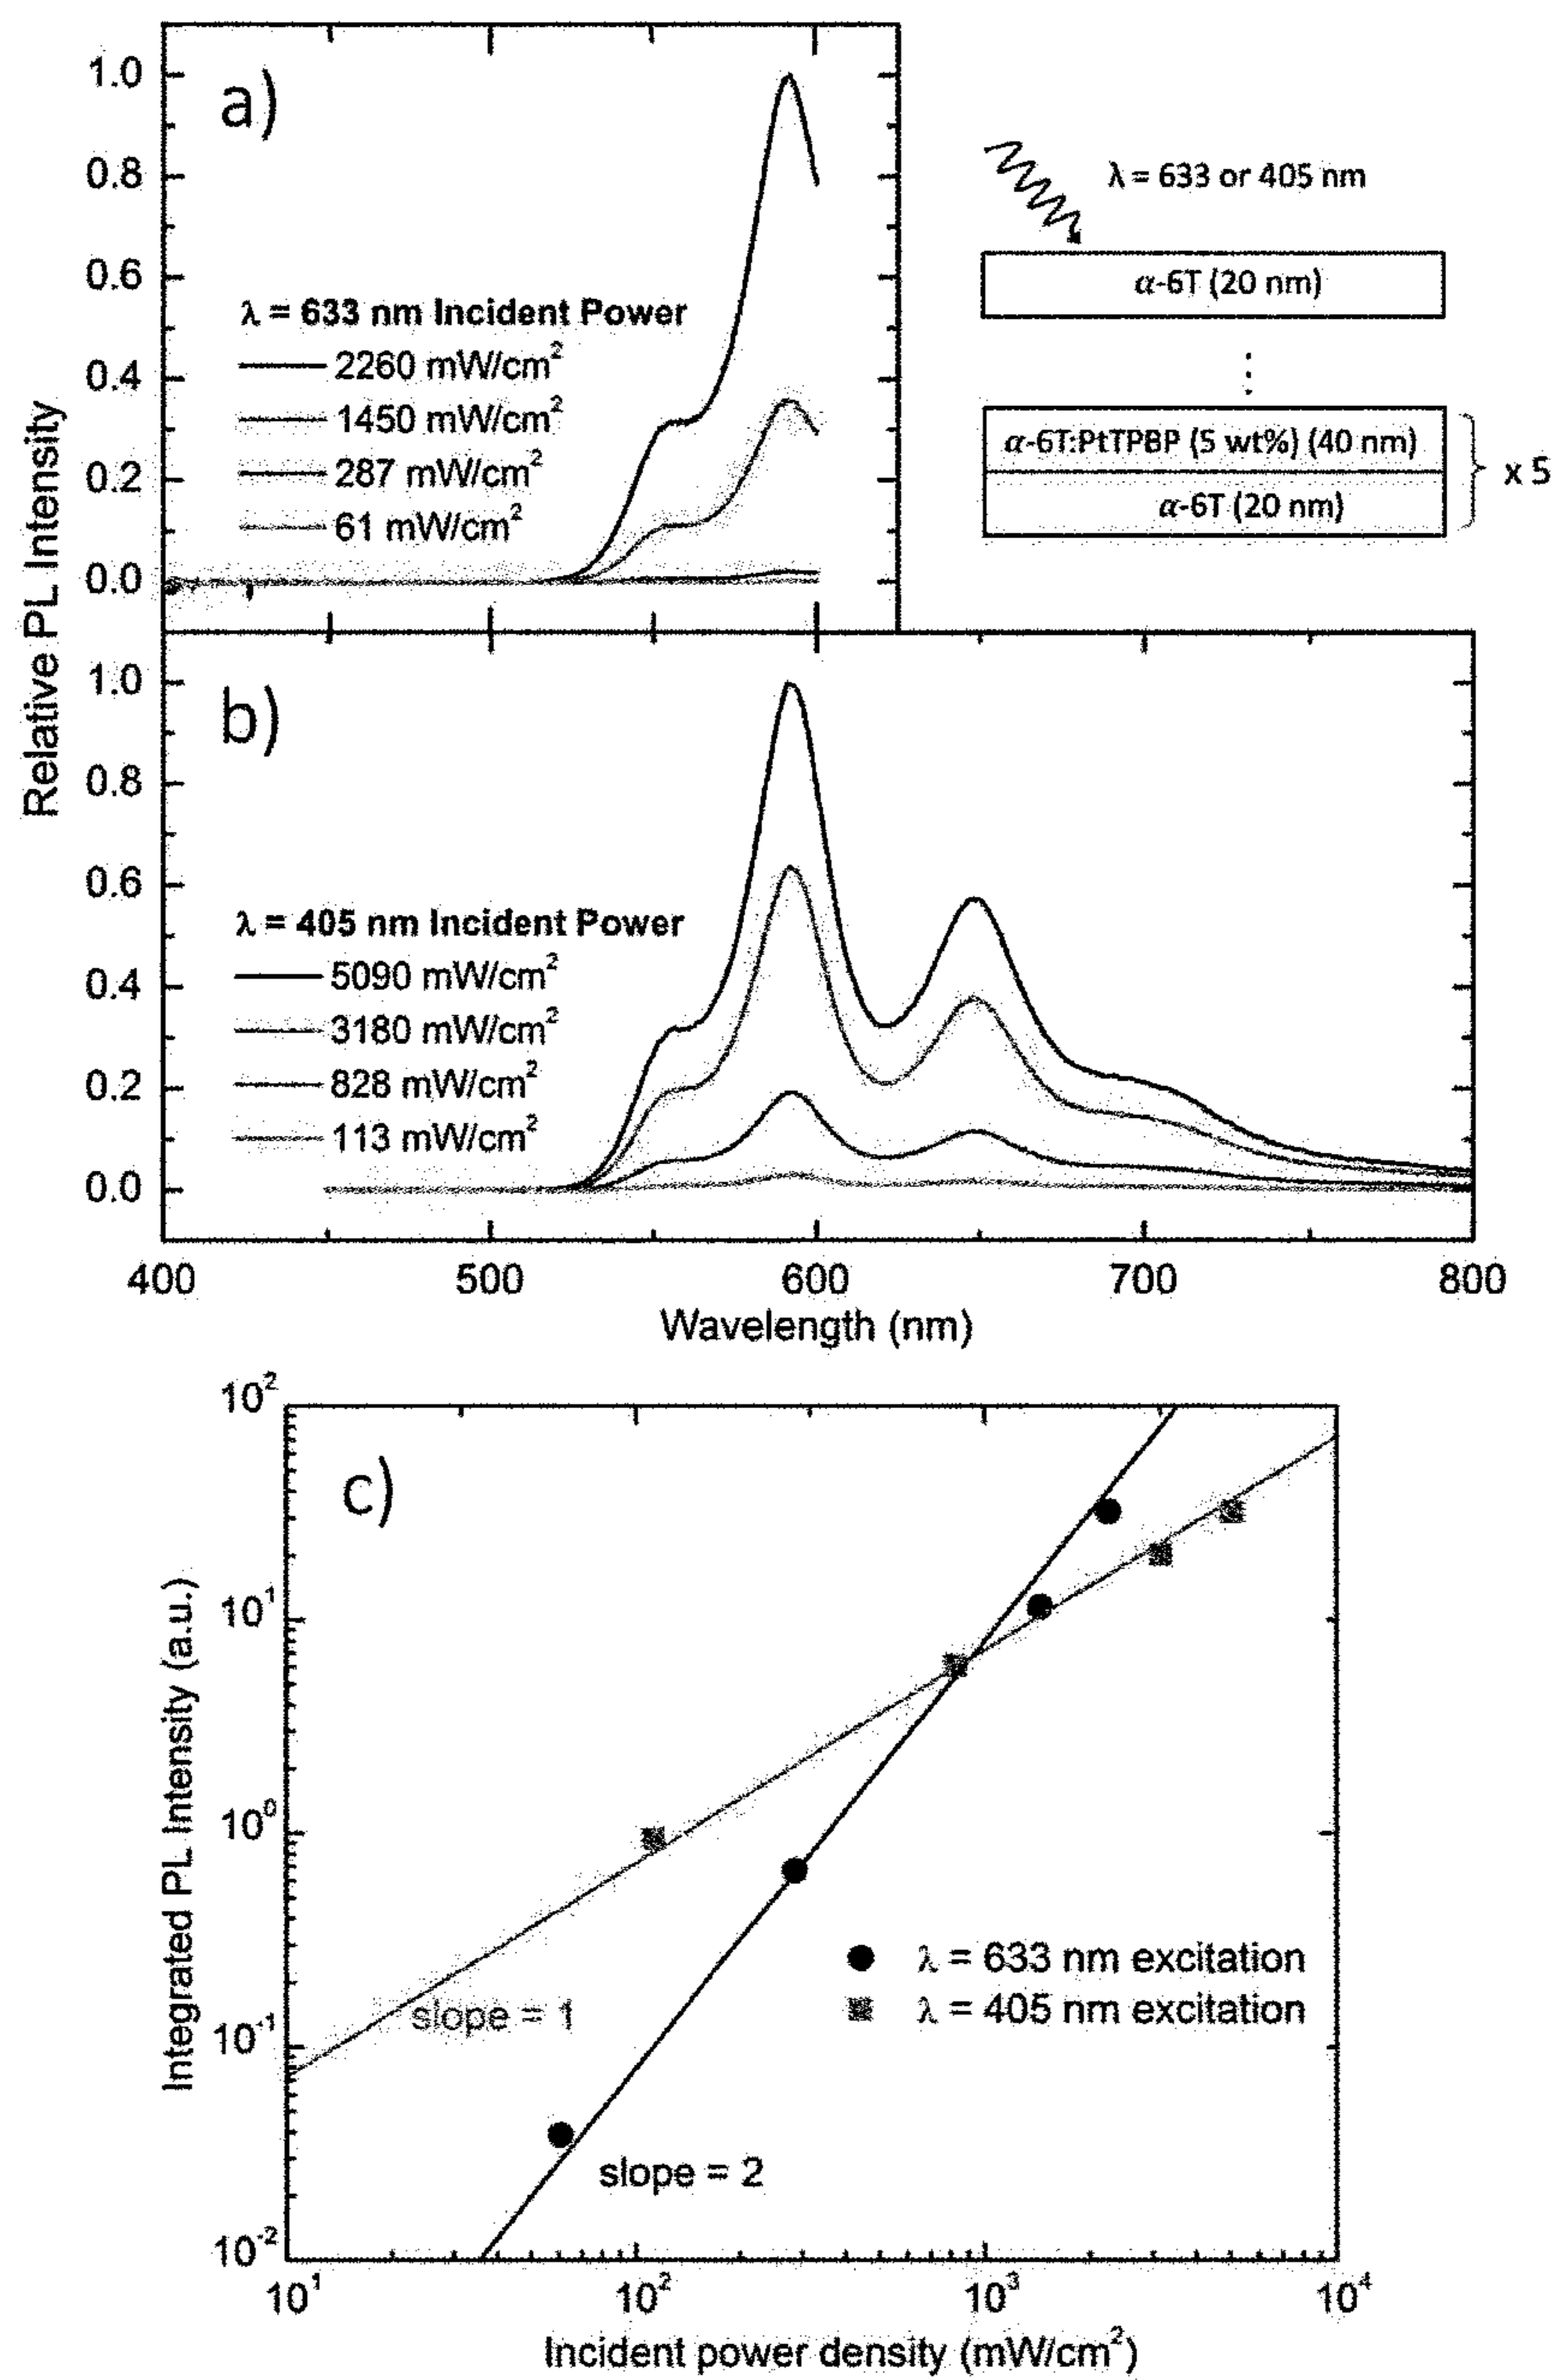 Relative PL Intensity
a)
1.0
0.8
0.6
0.4
0.2
0.0
λ = 633 nm Incident Power
2260 mW/cm²
1450 mW/cm²
287 mW/cm²
61 mW/cm²
λ = 633 or 405 nm
α-6T (20 nm)
⋮
α-6T:PtTPBP (5 wt%) (40 nm)
α-6T (20 nm)
x 5
b)
1.0
0.8
0.6
0.4
0.2
0.0
λ = 405 nm Incident Power
5090 mW/cm²
3180 mW/cm²
828 mW/cm²
113 mW/cm²
400 500 600 700 800
Wavelength (nm)
c)
Integrated PL Intensity (a.u.)
10²
10¹
10⁰
10⁻¹
10⁻²
λ = 633 nm excitation
λ = 405 nm excitation
slope = 1
slope = 2
10¹ 10² 10³ 10⁴
Incident power density (mW/cm²)